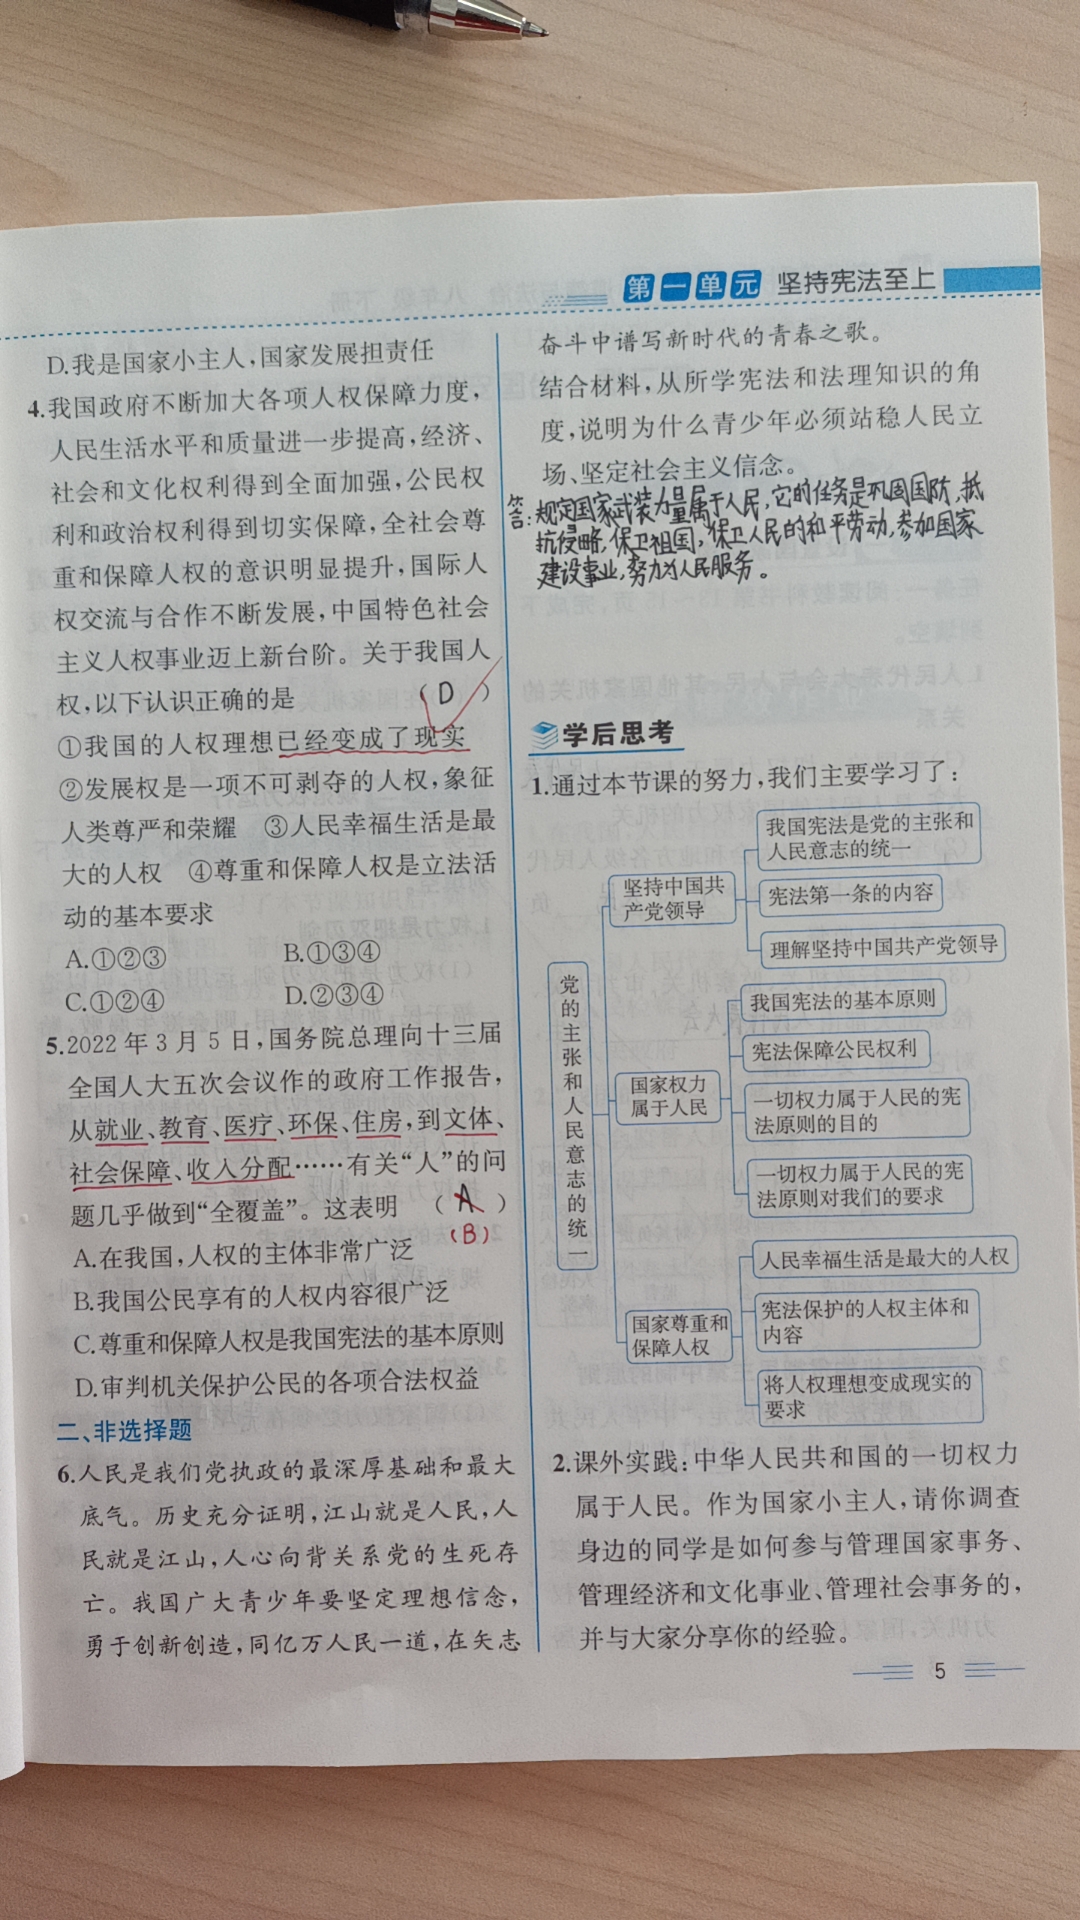 第一单元 坚持宪法至上
D.我是国家小主人,国家发展担责任
4.我国政府不断加大各项人权保障力度,
人民生活水平和质量进一步提高,经济、
社会和文化权利得到全面加强,公民权
利和政治权利得到切实保障,全社会尊
重和保障人权的意识明显提升,国际人
权交流与合作不断发展,中国特色社会
主义人权事业迈上新台阶。关于我国人
权,以下认识正确的是 (D)
①我国的人权理想已经变成了现实
②发展权是一项不可剥夺的人权,象征
人类尊严和荣耀 ③人民幸福生活是最
大的人权 ④尊重和保障人权是立法活
动的基本要求
A.①②③ B.①③④
C.①②④ D.②③④
5.2022年3月5日,国务院总理向十三届
全国人大五次会议作的政府工作报告,
从就业、教育、医疗、环保、住房,到文体、
社会保障、收入分配……有关“人”的问
题几乎做到“全覆盖”。这表明 (A)
(B)
A.在我国,人权的主体非常广泛
B.我国公民享有的人权内容很广泛
C.尊重和保障人权是我国宪法的基本原则
D.审判机关保护公民的各项合法权益
二、非选择题
6.人民是我们党执政的最深厚基础和最大
底气。历史充分证明,江山就是人民,人
民就是江山,人心向背关系党的生死存
亡。我国广大青少年要坚定理想信念,
勇于创新创造,同亿万人民一道,在矢志
奋斗中谱写新时代的青春之歌。
结合材料,从所学宪法和法理知识的角
度,说明为什么青少年必须站稳人民立
场、坚定社会主义信念。
答:规定国家武装力量属于人民,它的任务是巩固国防,抵
抗侵略,保卫祖国,保卫人民的和平劳动,参加国家
建设事业,努力为人民服务。
学后思考
1.通过本节课的努力,我们主要学习了:
党的主张和人民意志的统一
坚持中国共
产党领导
我国宪法是党的主张和
人民意志的统一
宪法第一条的内容
理解坚持中国共产党领导
国家权力
属于人民
我国宪法的基本原则
宪法保障公民权利
一切权力属于人民的宪
法原则的目的
一切权力属于人民的宪
法原则对我们的要求
国家尊重和
保障人权
人民幸福生活是最大的人权
宪法保护的人权主体和
内容
将人权理想变成现实的
要求
2.课外实践:中华人民共和国的一切权力
属于人民。作为国家小主人,请你调查
身边的同学是如何参与管理国家事务、
管理经济和文化事业、管理社会事务的,
并与大家分享你的经验。
5